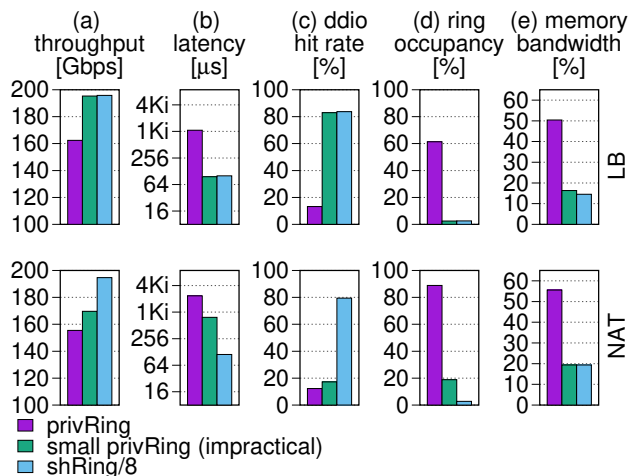 (a) throughput [Gbps]
(b) latency [µs]
(c) ddio hit rate [%]
(d) ring occupancy [%]
(e) memory bandwidth [%]
200 180 160 140 120 100
4Ki 1Ki 256 64 16
100 80 60 40 20 0
100 80 60 40 20 0
60 50 40 30 20 10 0
LB
200 180 160 140 120 100
4Ki 1Ki 256 64 16
100 80 60 40 20 0
100 80 60 40 20 0
60 50 40 30 20 10 0
NAT
privRing
small privRing (impractical)
shRing/8